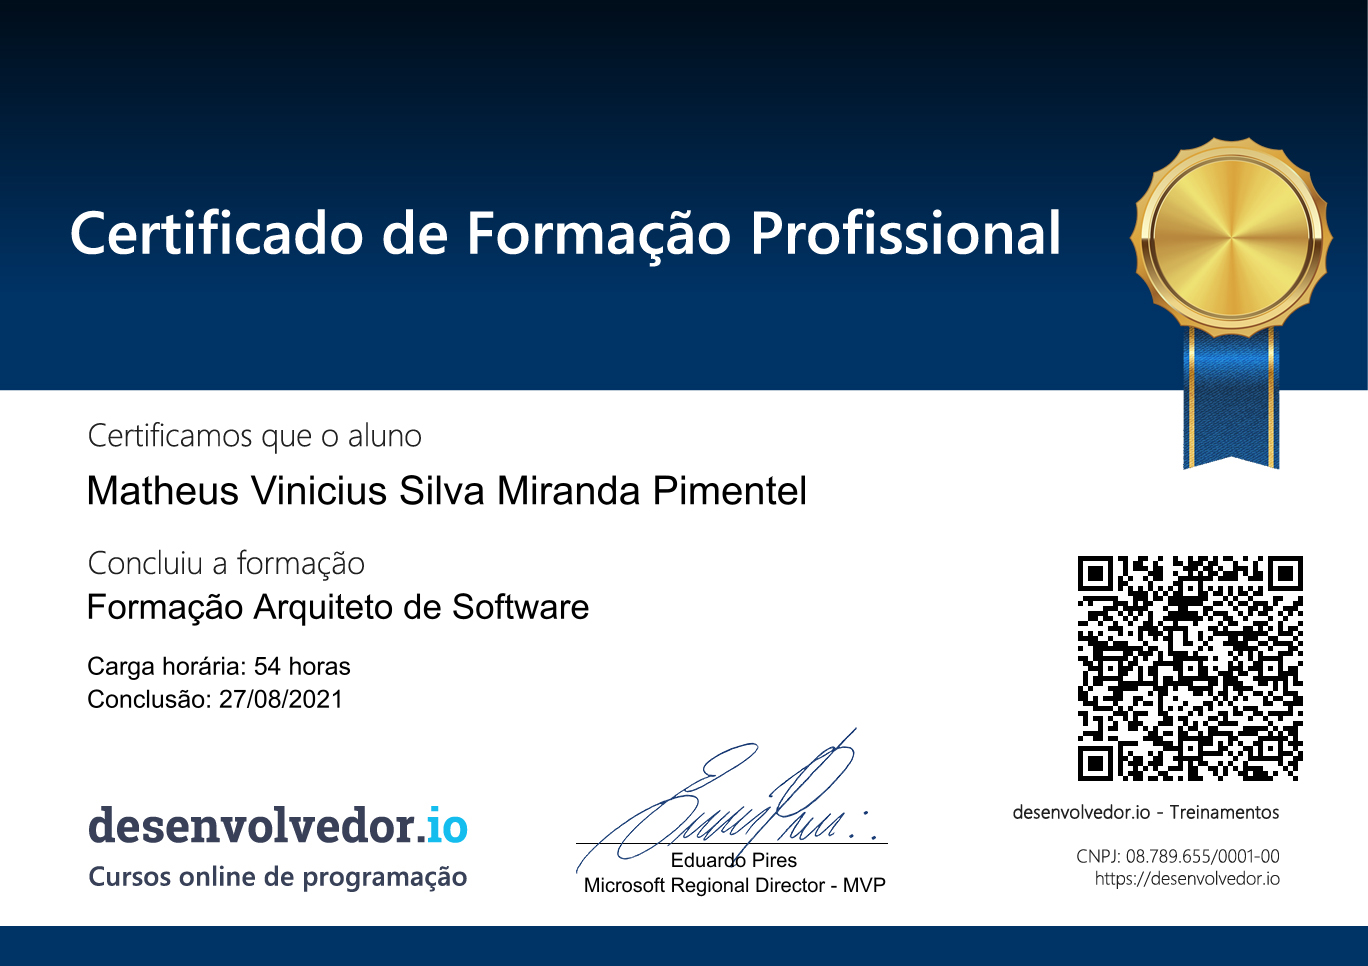 Certificado de Formação Profissional
Certificamos que o aluno
Matheus Vinicius Silva Miranda Pimentel
Concluiu a formação
Formação Arquiteto de Software
Carga horária: 54 horas
Conclusão: 27/08/2021
desenvolvedor.io
Cursos online de programação
Eduardo Pires
Microsoft Regional Director - MVP
desenvolvedor.io - Treinamentos
CNPJ: 08.789.655/0001-00
https://desenvolvedor.io